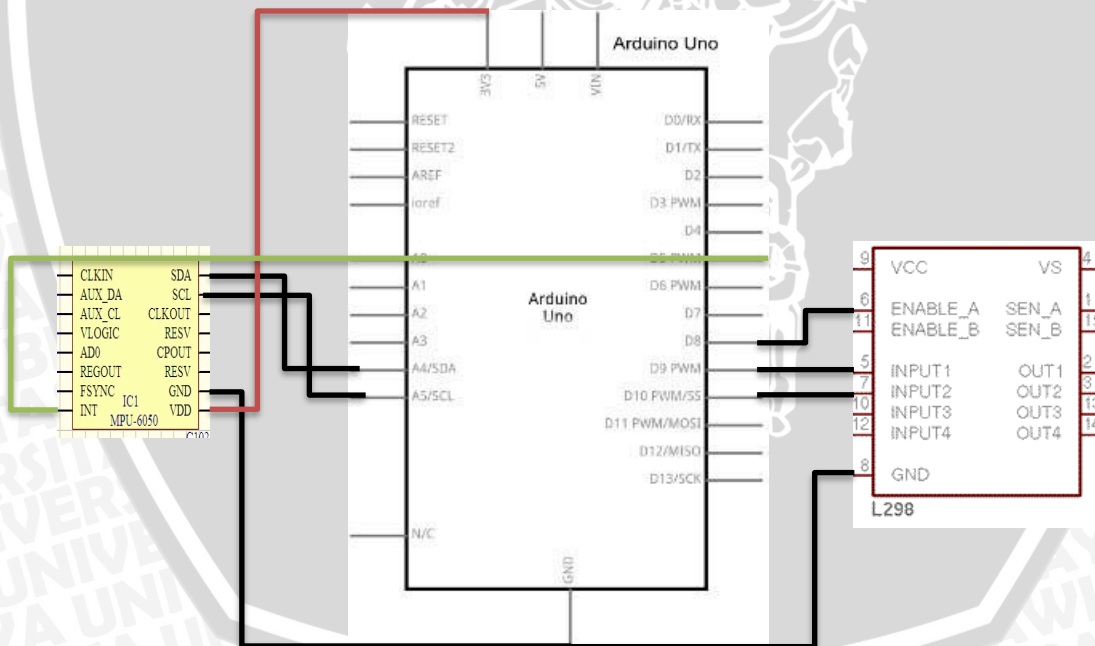 Arduino Uno
3V3
5V
VIN
RESET
RESET2
AREF
ioref
A1
A2
A3
A4/SDA
A5/SCL
N/C
Arduino
Uno
D0/RX
D1/TX
D2
D3 PWM
D4
D5 PWM
D6 PWM
D7
D8
D9 PWM
D10 PWM/SS
D11 PWM/MOSI
D12/MISO
D13/SCK
GND
CLKIN SDA
AUX_DA SCL
AUX_CL CLKOUT
VLOGIC RESV
AD0 CPOUT
REGOUT RESV
FSYNC GND
INT VDD
IC1
MPU-6050
9 VCC VS 4
6 ENABLE_A SEN_A 1
11 ENABLE_B SEN_B
5 INPUT1 OUT1 2
7 INPUT2 OUT2 3
10 INPUT3 OUT3
12 INPUT4 OUT4
8 GND
L298